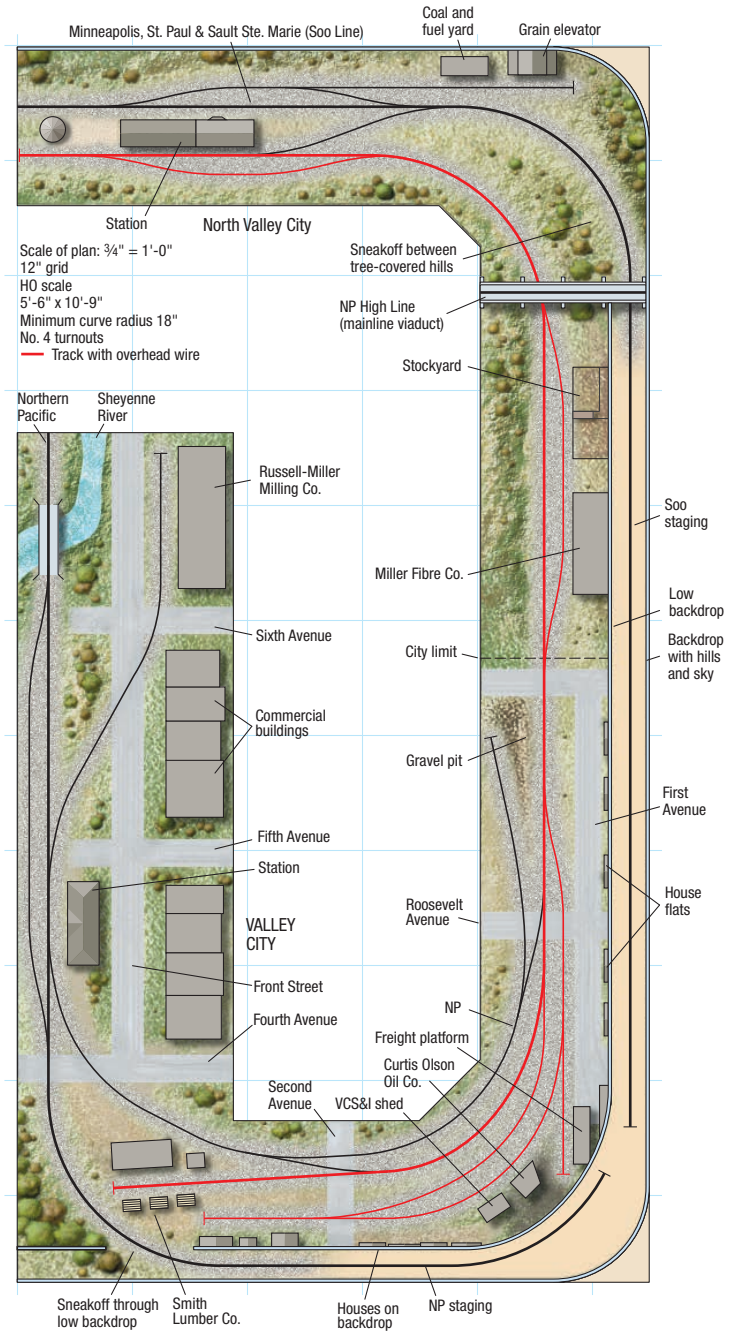 Coal and
fuel yard
Grain elevator
Minneapolis, St. Paul & Sault Ste. Marie (Soo Line)
Station
North Valley City
Scale of plan: ¾" = 1'-0"
12" grid
HO scale
5'-6" x 10'-9"
Minimum curve radius 18"
No. 4 turnouts
Track with overhead wire
Sneakoff between
tree-covered hills
NP High Line
(mainline viaduct)
Stockyard
Northern
Pacific
Sheyenne
River
Russell-Miller
Milling Co.
Soo
staging
Miller Fibre Co.
Low
backdrop
Sixth Avenue
City limit
Backdrop
with hills
and sky
Commercial
buildings
Gravel pit
First
Avenue
Fifth Avenue
Station
House
flats
Roosevelt
Avenue
VALLEY
CITY
Front Street
NP
Fourth Avenue
Freight platform
Curtis Olson
Oil Co.
Second
Avenue
VCS&I shed
Sneakoff through
low backdrop
Smith
Lumber Co.
Houses on
backdrop
NP staging